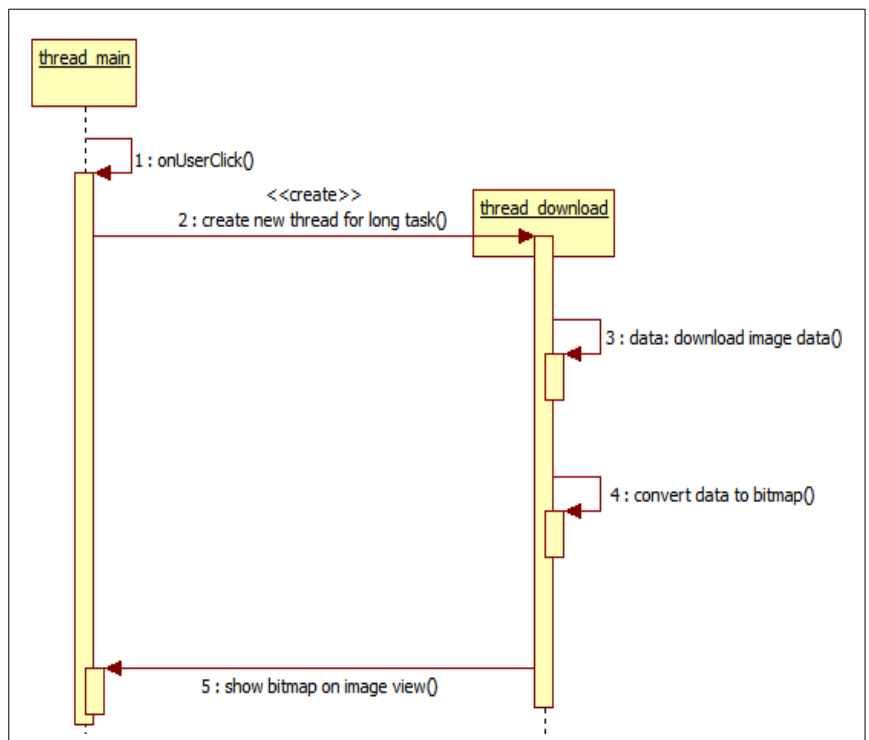 thread_main
1 : onUserClick()
<<create>>
2 : create new thread for long task()
thread_download
3 : data: download image data()
4 : convert data to bitmap()
5 : show bitmap on image view()